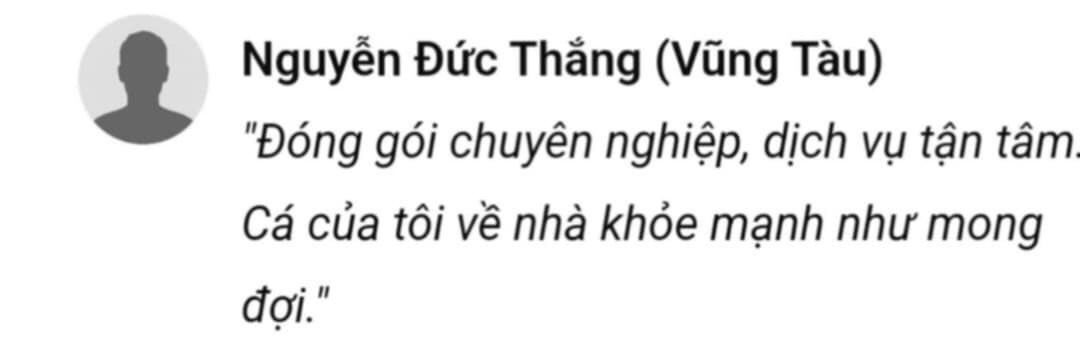 Nguyễn Đức Thắng (Vũng Tàu)
"Đóng gói chuyên nghiệp, dịch vụ tận tâm.
Cá của tôi về nhà khỏe mạnh như mong
đợi."